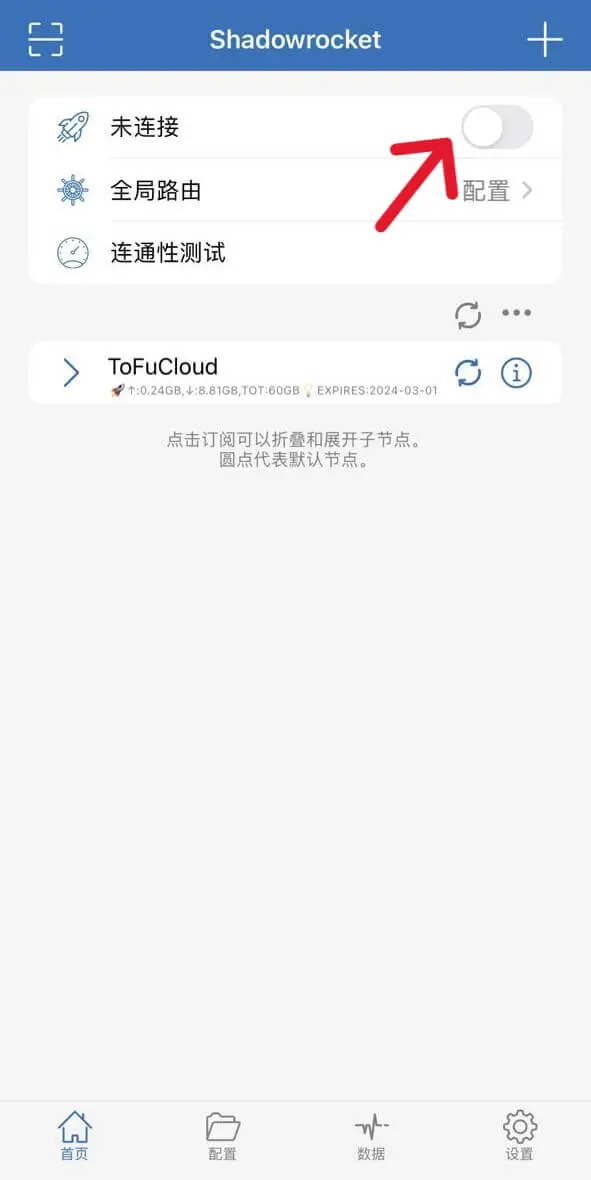 Shadowrocket
未连接
全局路由 配置
连通性测试
ToFuCloud
🚀↑:0.24GB,↓:8.81GB,TOT:60GB💡EXPIRES:2024-03-01
点击订阅可以折叠和展开子节点。
圆点代表默认节点。
首页 配置 数据 设置